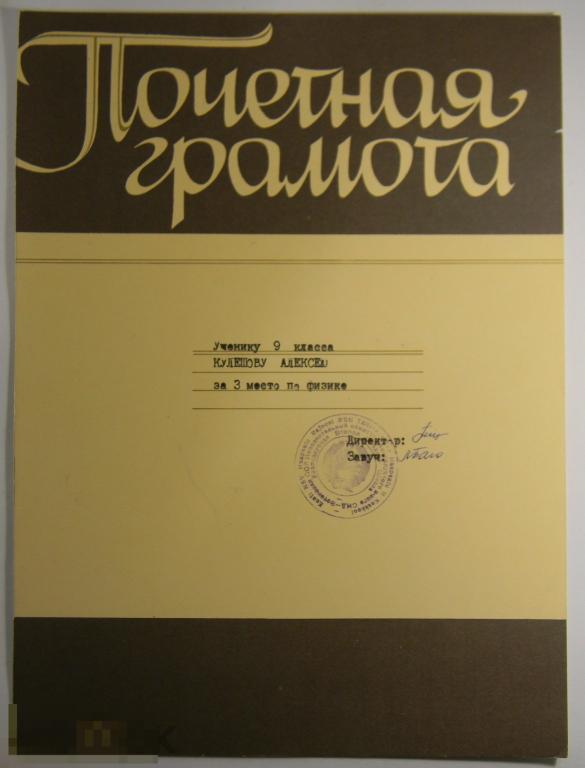 Почетная
грамота
Ученику 9 класса
КУЛЕШОВУ АЛЕКСЕЮ
за 3 место по физике
Директор:
Завуч: